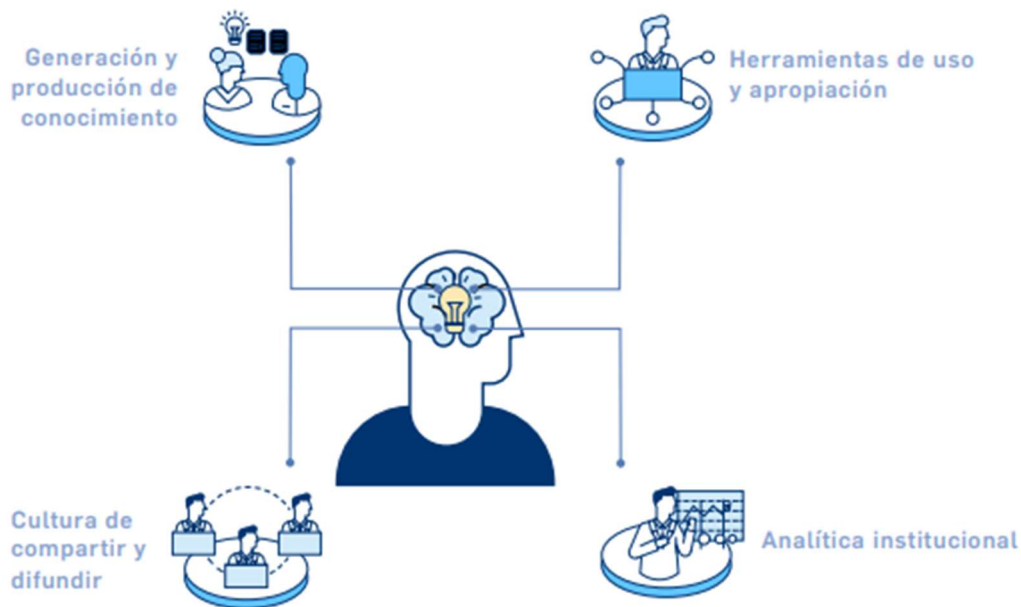 Generación y
producción de
conocimiento
Herramientas de uso
y apropiación
Cultura de
compartir y
difundir
Analítica institucional